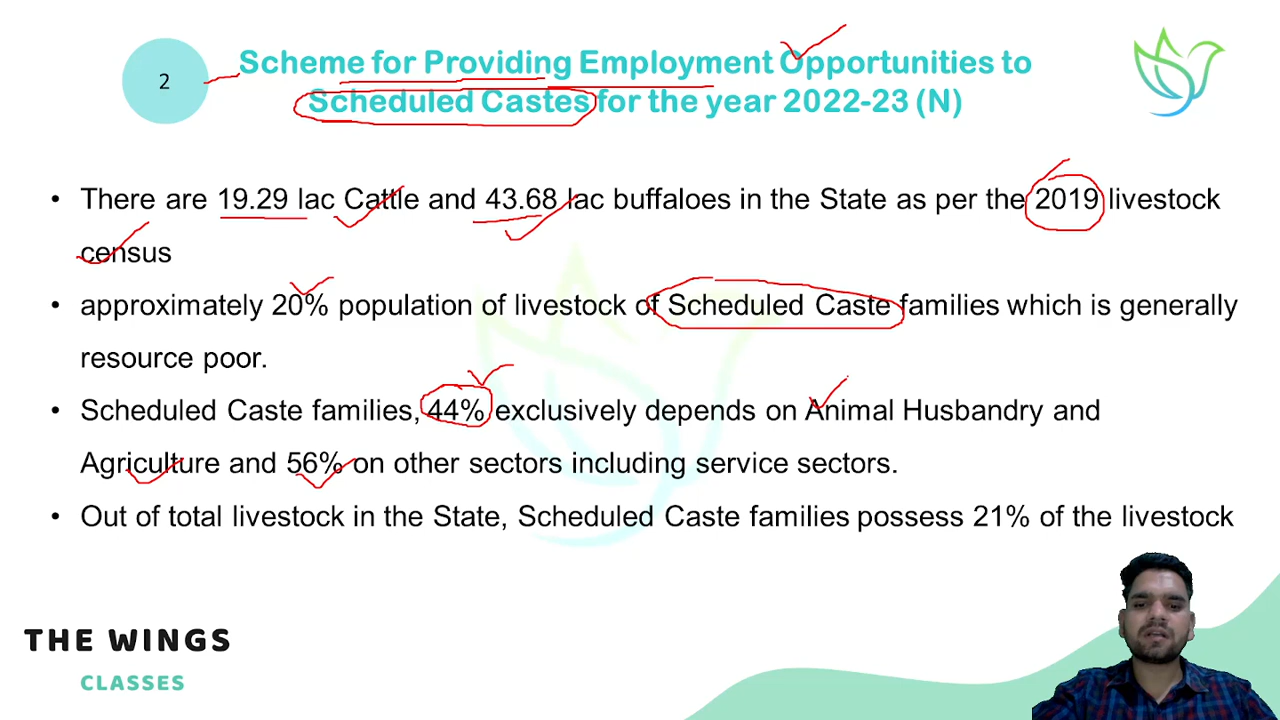 2
Scheme for Providing Employment Opportunities to
Scheduled Castes for the year 2022-23 (N)
• There are 19.29 lac Cattle and 43.68 lac buffaloes in the State as per the 2019 livestock
census
• approximately 20% population of livestock of Scheduled Caste families which is generally
resource poor.
• Scheduled Caste families, 44% exclusively depends on Animal Husbandry and
Agriculture and 56% on other sectors including service sectors.
• Out of total livestock in the State, Scheduled Caste families possess 21% of the livestock
THE WINGS
CLASSES